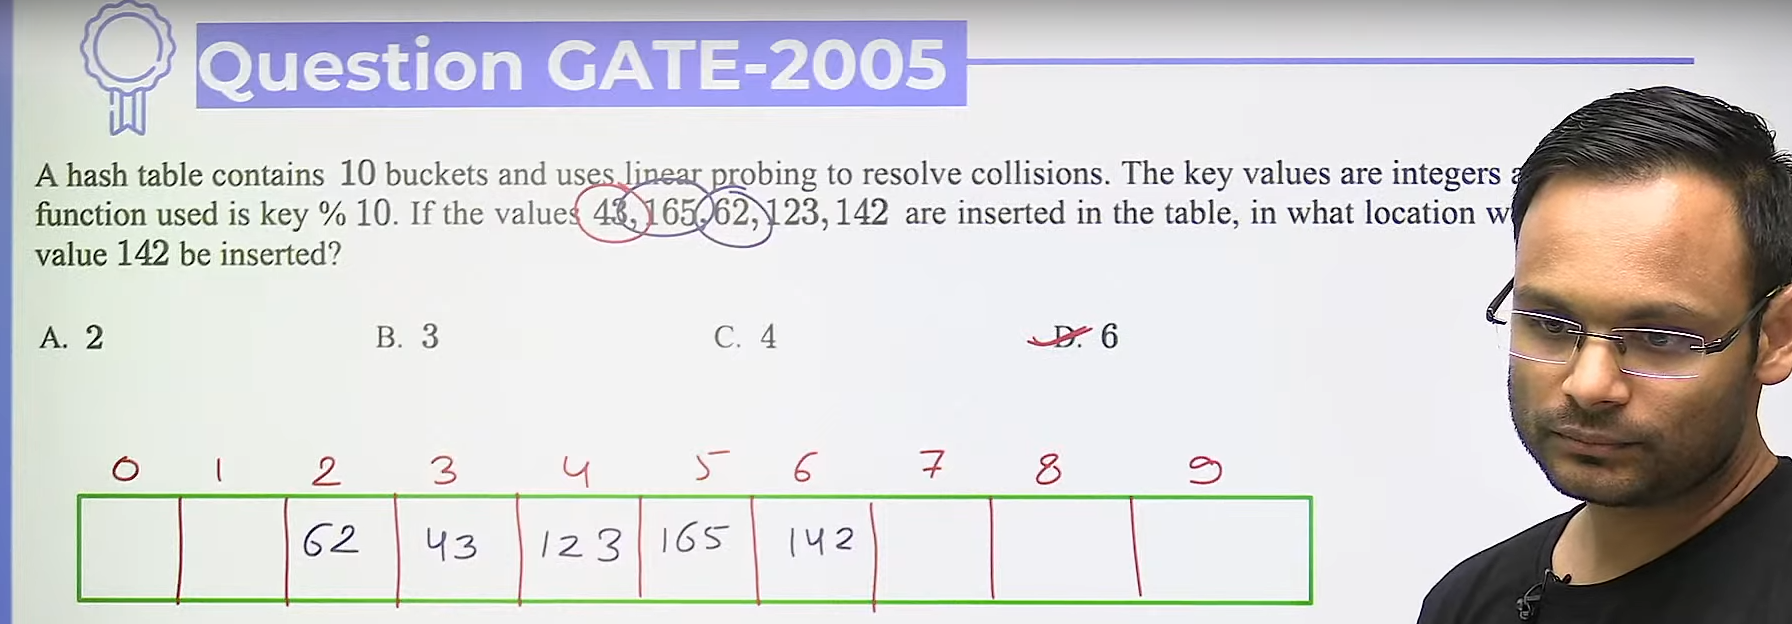 Question GATE-2005
A hash table contains 10 buckets and uses linear probing to resolve collisions. The key values are integers
function used is key % 10. If the values 43, 165, 62, 123, 142 are inserted in the table, in what location
value 142 be inserted?
A. 2 B. 3 C. 4 D. 6
0 1 2 3 4 5 6 7 8 9
62 43 123 165 142